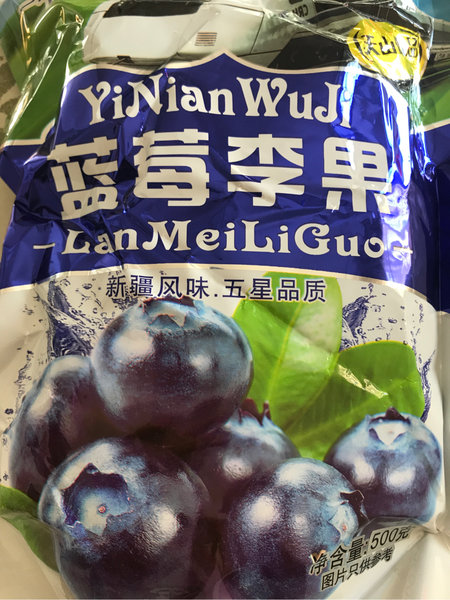 YiNianWuJi
蓝莓李果
LanMeiLiGuo
新疆风味.五星品质
净含量:500克
图片只供参考